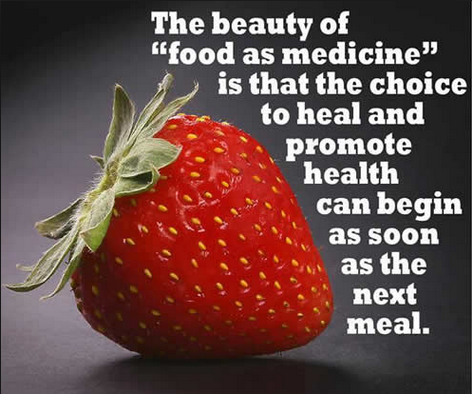 The beauty of
“food as medicine”
is that the choice
to heal and
promote
health
can begin
as soon
as the
next
meal.